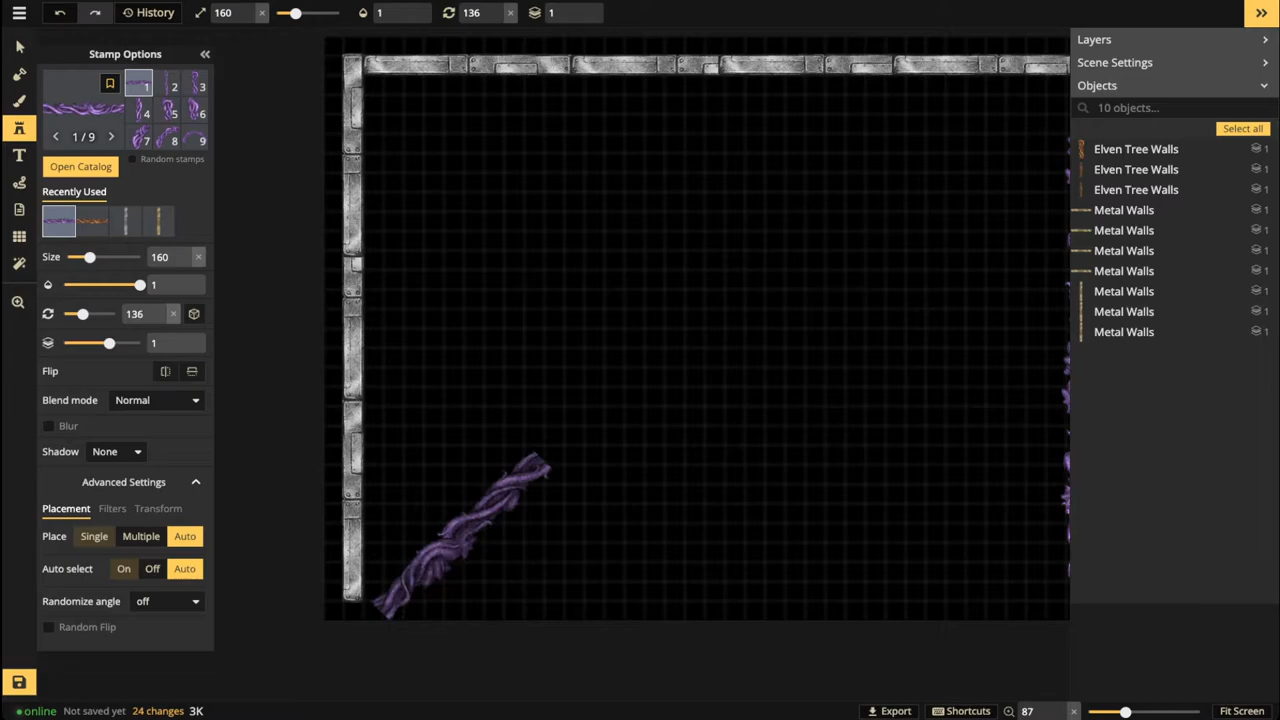 History
160
1
136
1
Stamp Options
1
2
3
4
5
6
7
8
9
1/9
Open Catalog
Random stamps
Recently Used
Size
160
1
136
1
Flip
Blend mode
Normal
Blur
Shadow
None
Advanced Settings
Placement Filters Transform
Place Single Multiple Auto
Auto select On Off Auto
Randomize angle off
Random Flip
Layers
Scene Settings
Objects
10 objects...
Select all
Elven Tree Walls 1
Elven Tree Walls 1
Elven Tree Walls 1
Metal Walls 1
Metal Walls 1
Metal Walls 1
Metal Walls 1
Metal Walls 1
Metal Walls 1
Metal Walls 1
online Not saved yet 24 changes 3K
Export
Shortcuts
87
Fit Screen